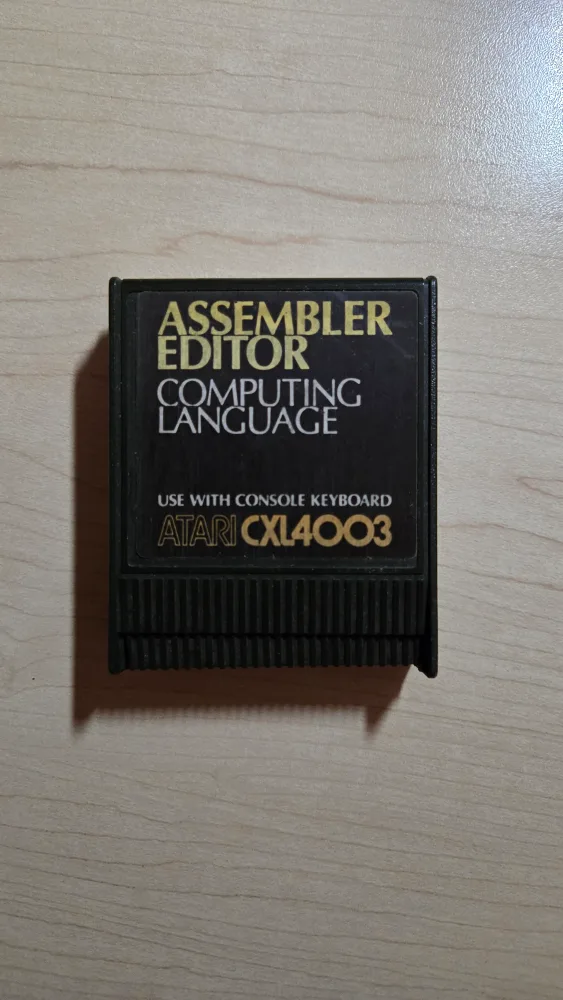 ASSEMBLER
EDITOR
COMPUTING
LANGUAGE
USE WITH CONSOLE KEYBOARD
ATARI CXL4003